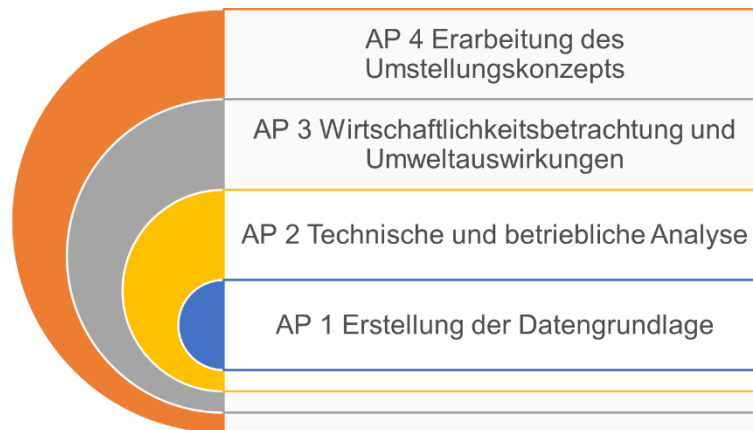 AP 4 Erarbeitung des
Umstellungskonzepts
AP 3 Wirtschaftlichkeitsbetrachtung und
Umweltauswirkungen
AP 2 Technische und betriebliche Analyse
AP 1 Erstellung der Datengrundlage